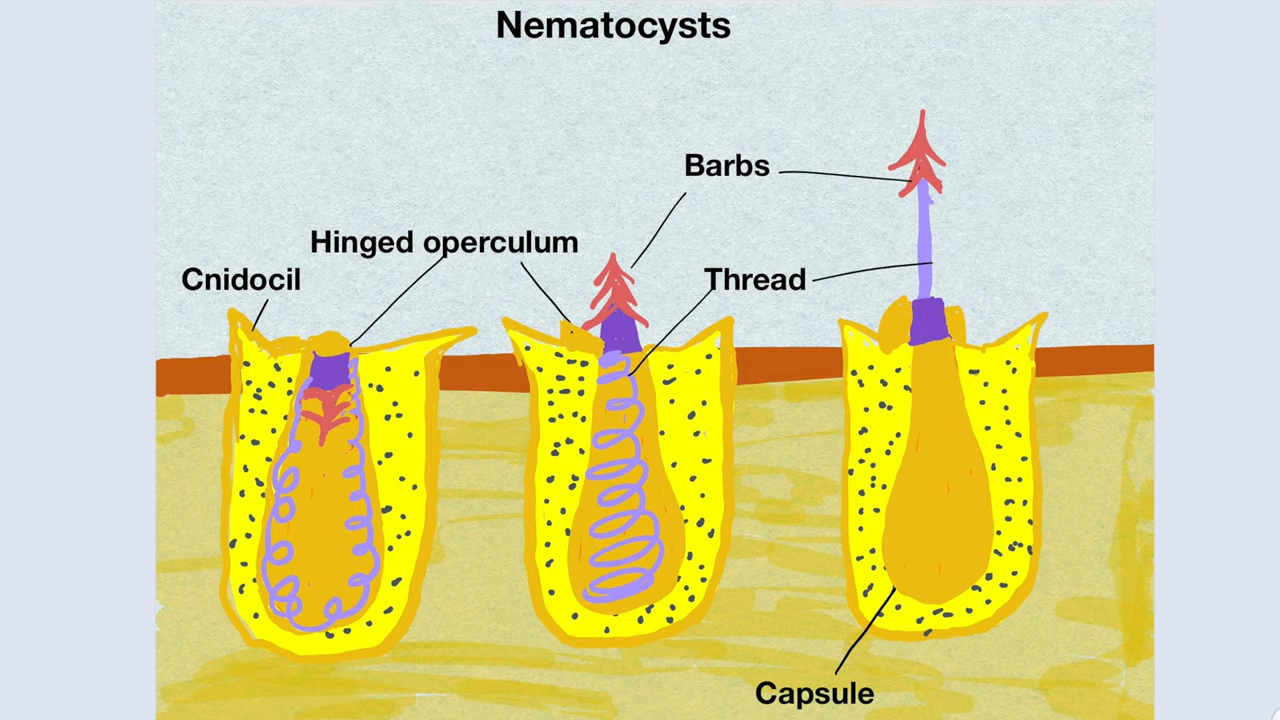 Nematocysts
Barbs
Hinged operculum
Cnidocil
Thread
Capsule